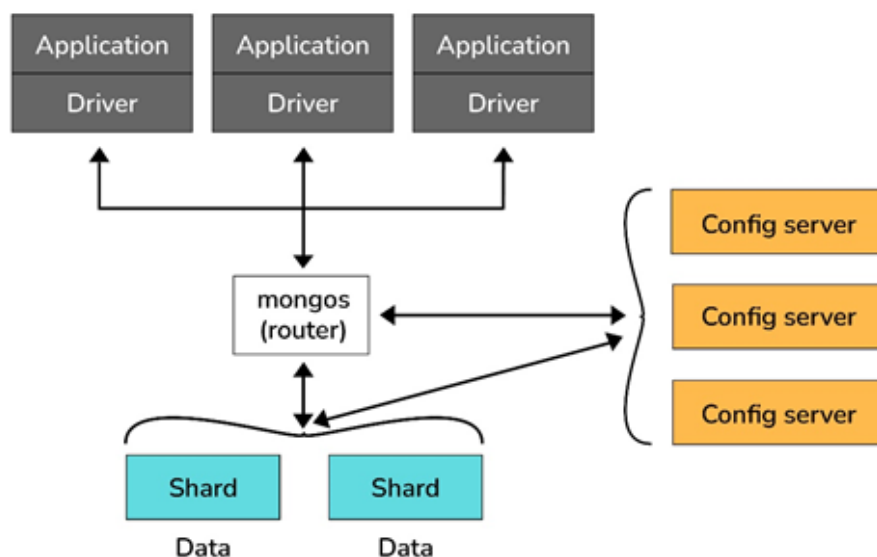 Application
Driver
Application
Driver
Application
Driver
mongos
(router)
Config server
Config server
Config server
Shard
Shard
Data
Data